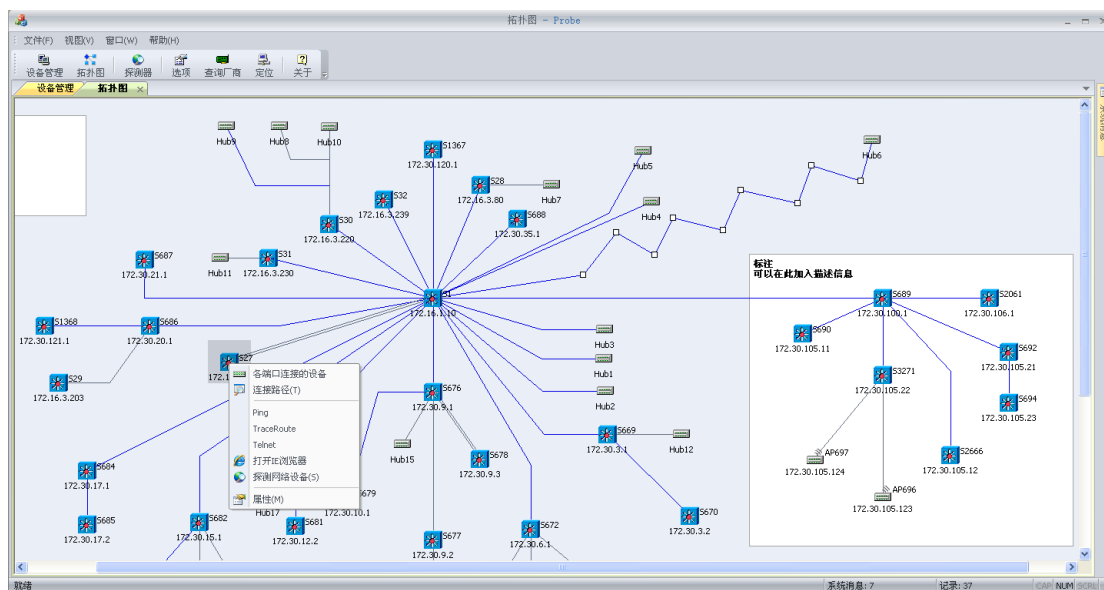 拓扑图 - Probe
文件(F) 视图(V) 窗口(W) 帮助(H)
设备管理 拓扑图 探测器 选项 查询厂商 定位 关于
设备管理 拓扑图
Hub9
Hub8
Hub10
S1367
172.30.120.1
Hub5
Hub6
S32
172.16.3.239
S28
172.16.3.80
Hub7
Hub4
S30
172.16.3.220
S688
172.30.35.1
S687
172.30.21.1
Hub11
S31
172.16.3.230
标注
可以在此加入描述信息
S1
172.16.1.10
S689
172.30.100.1
S2061
172.30.106.1
S1368
172.30.121.1
S686
172.30.20.1
Hub3
S690
172.30.105.11
S692
172.30.105.21
S27
Hub1
S29
172.16.3.203
S676
172.30.9.1
Hub2
S3271
172.30.105.22
S694
172.30.105.23
各端口连接的设备
连接路径(T)
Ping
TraceRoute
Telnet
打开IE浏览器
探测网络设备(S)
属性(M)
Hub15
S678
172.30.9.3
S669
172.30.3.1
Hub12
AP697
172.30.105.124
S2666
172.30.105.12
S684
172.30.17.1
AP696
172.30.105.123
S685
172.30.17.2
S682
172.30.15.1
Hub17
S679
172.30.10.1
S681
172.30.12.2
S677
172.30.9.2
S672
172.30.6.1
S670
172.30.3.2
就绪 系统消息: 7 记录: 37 CAP NUM SCRL